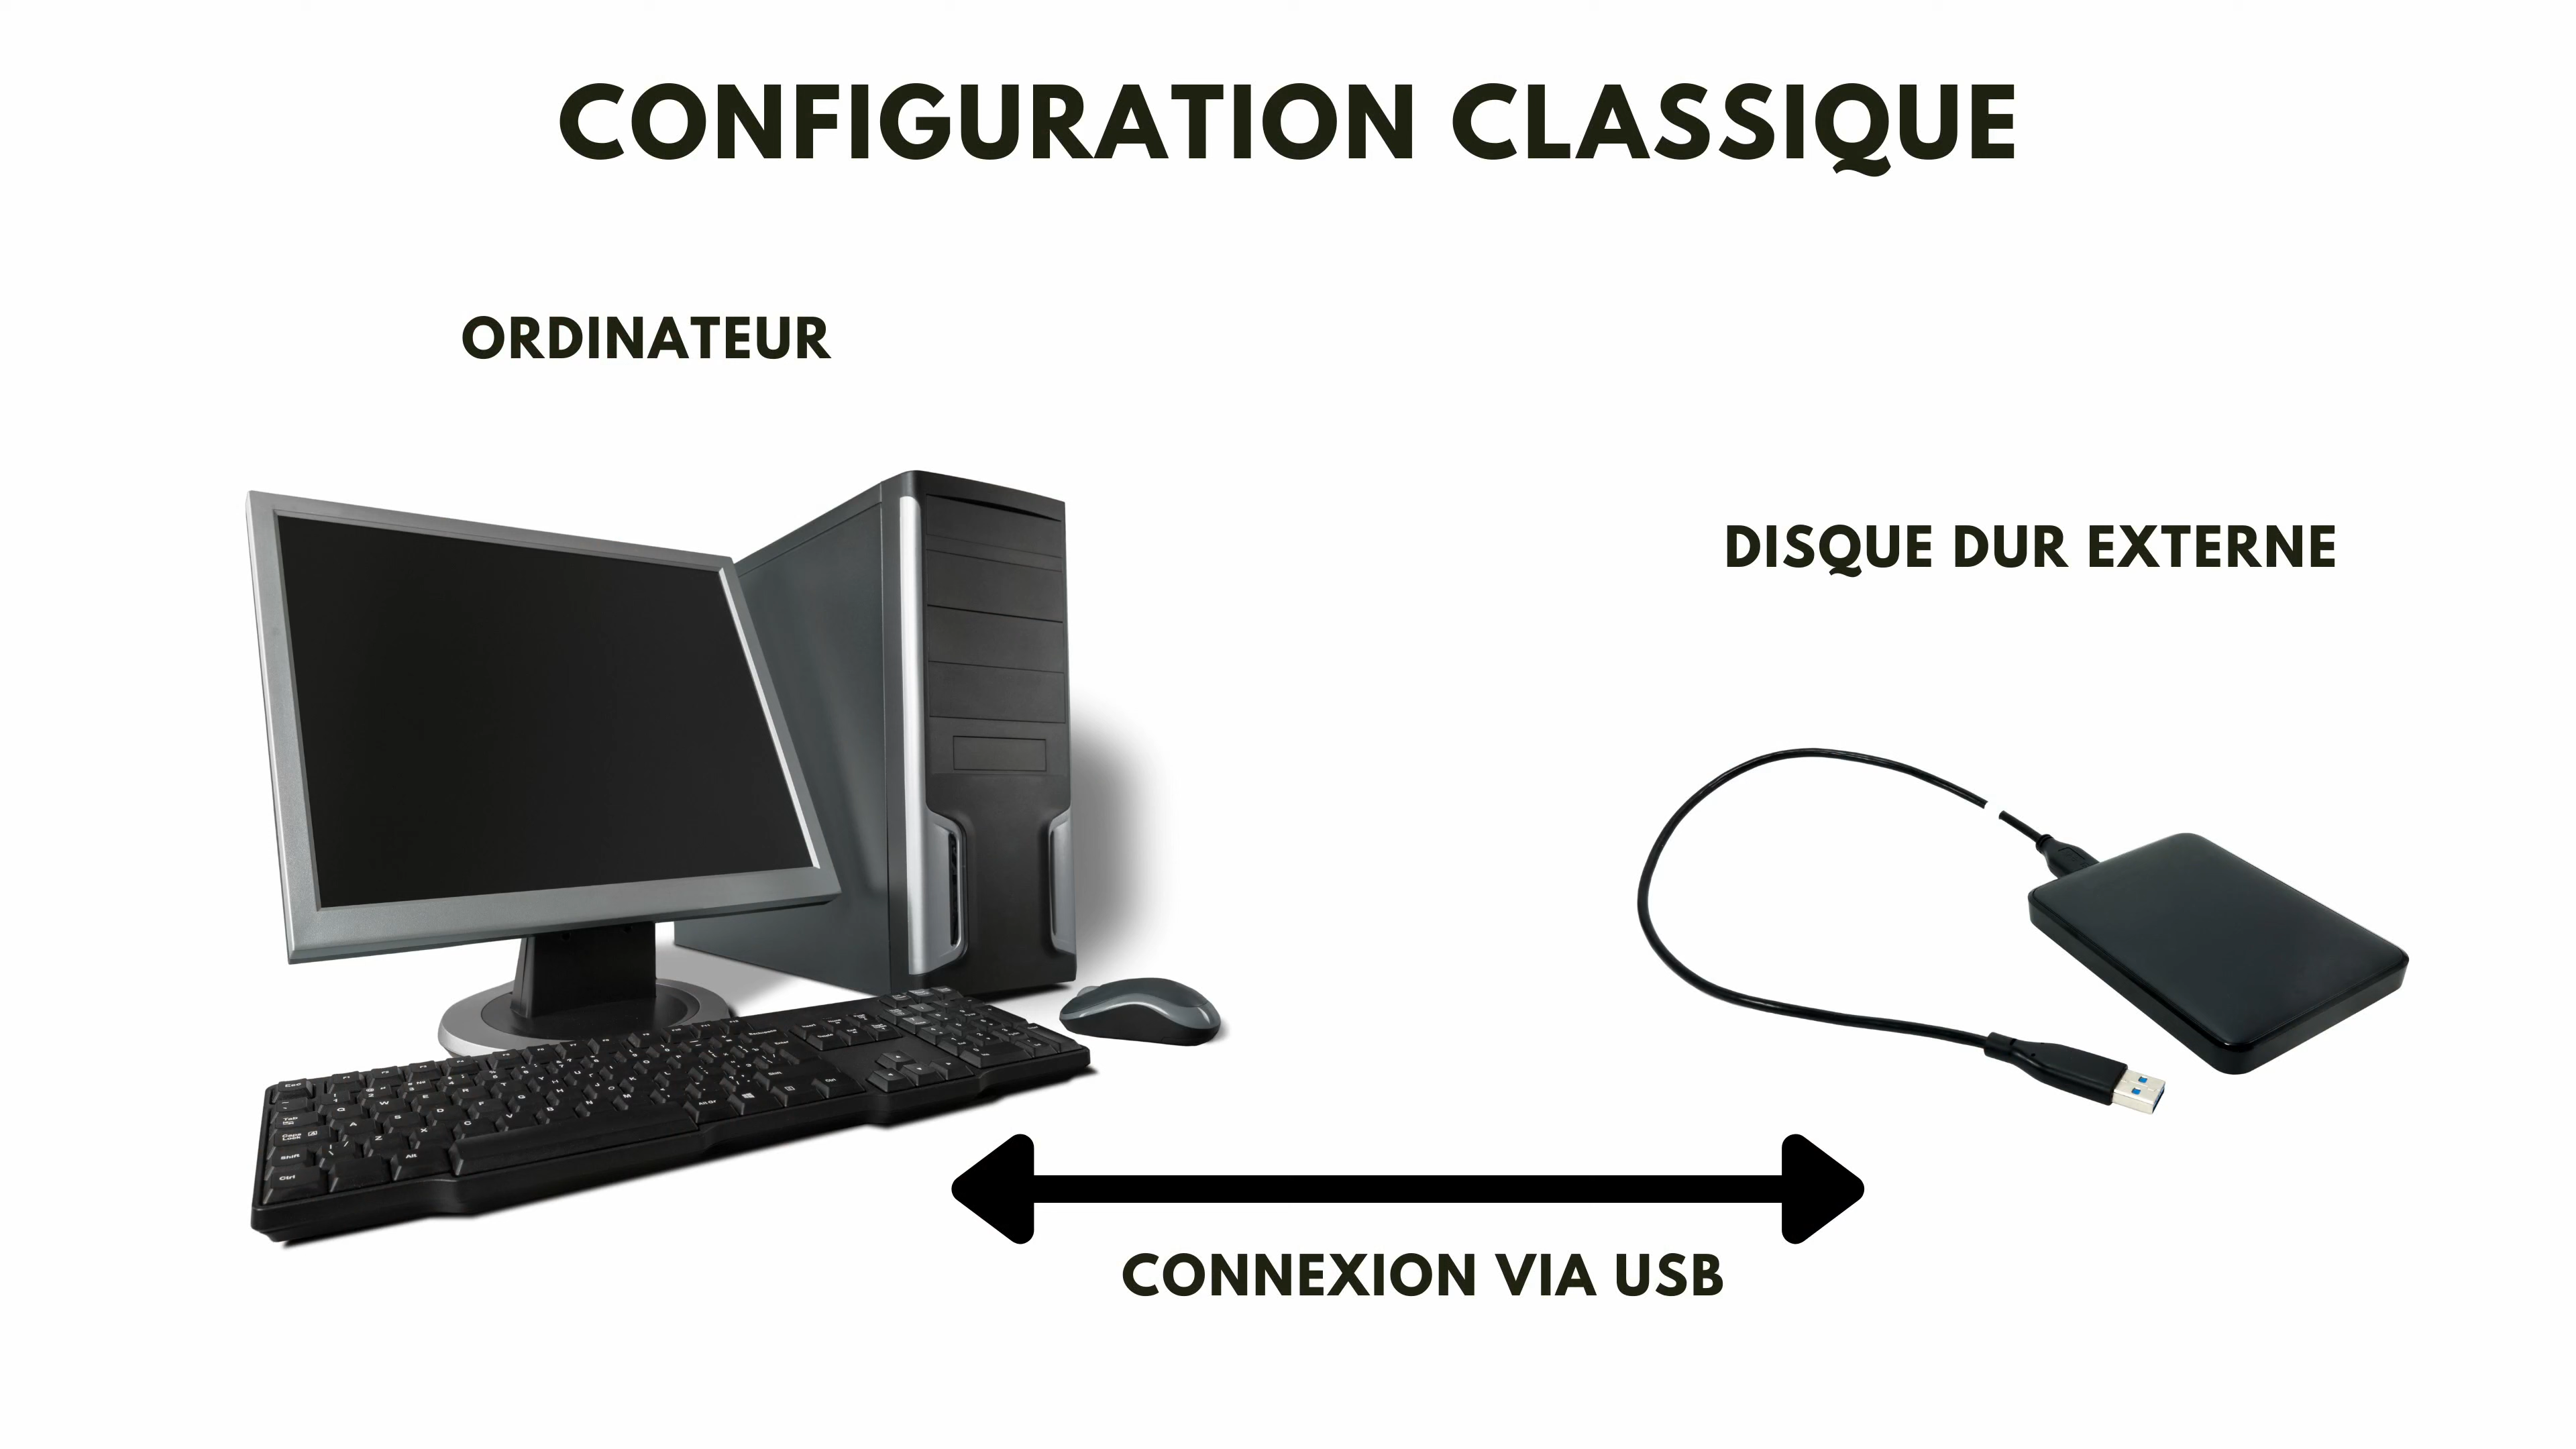 CONFIGURATION CLASSIQUE
ORDINATEUR
DISQUE DUR EXTERNE
CONNEXION VIA USB